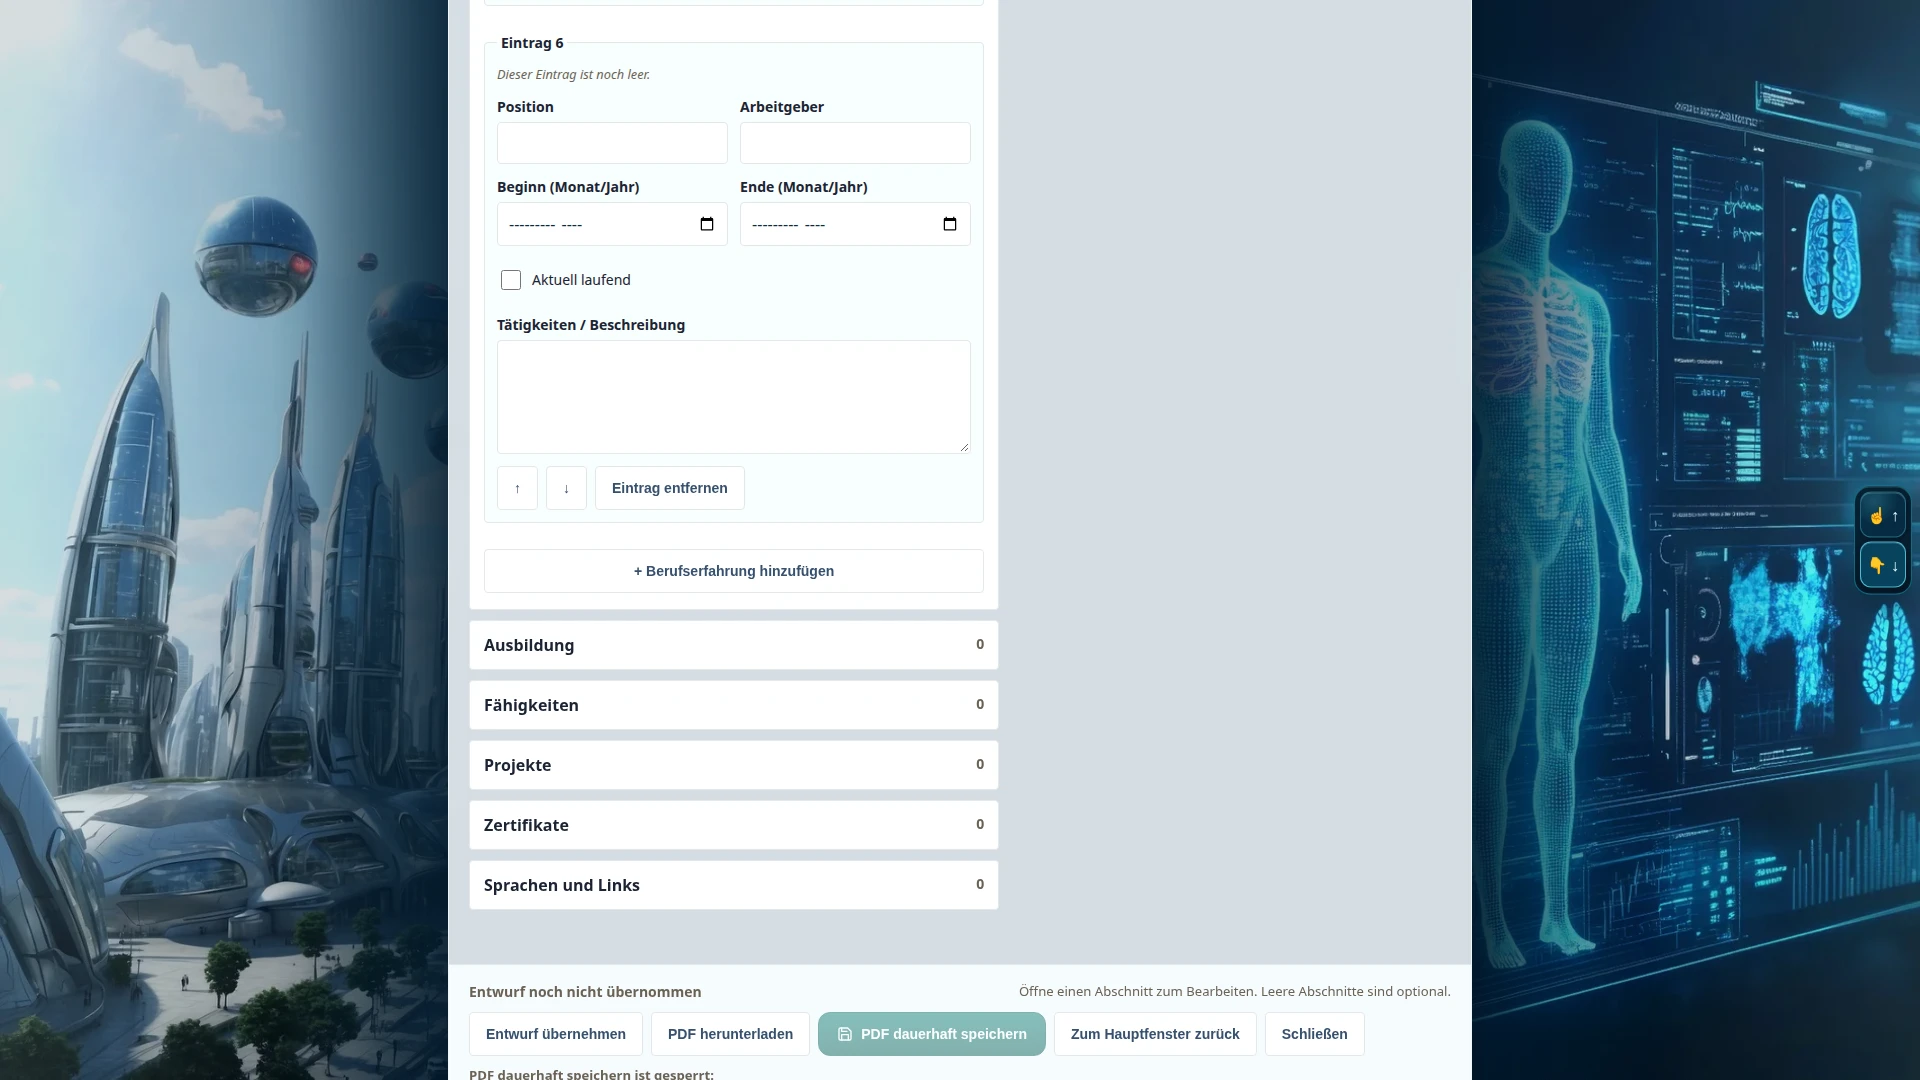 Eintrag 6
Dieser Eintrag ist noch leer.
Position
Arbeitgeber
Beginn (Monat/Jahr)
Ende (Monat/Jahr)
--------- ----
--------- ----
Aktuell laufend
Tätigkeiten / Beschreibung
↑
↓
Eintrag entfernen
+ Berufserfahrung hinzufügen
Ausbildung 0
Fähigkeiten 0
Projekte 0
Zertifikate 0
Sprachen und Links 0
Entwurf noch nicht übernommen
Öffne einen Abschnitt zum Bearbeiten. Leere Abschnitte sind optional.
Entwurf übernehmen
PDF herunterladen
PDF dauerhaft speichern
Zum Hauptfenster zurück
Schließen
PDF dauerhaft speichern ist gesperrt:
☝ ↑
👇 ↓